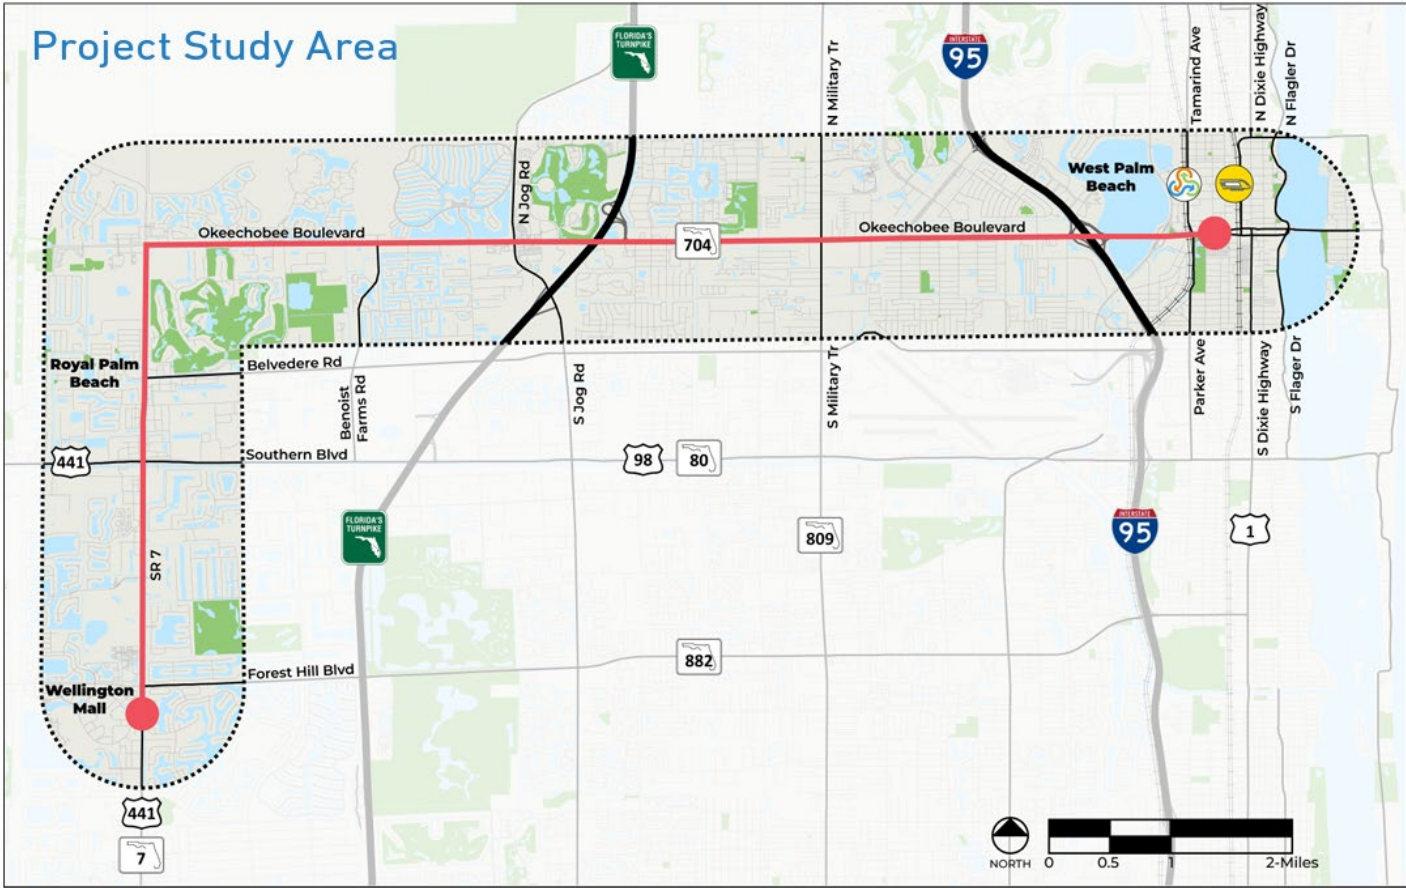 Project Study Area
FLORIDA'S
TURNPIKE
INTERSTATE
95
N Military Tr
Tamarind Ave
N Dixie Highway
N Flagler Dr
N Jog Rd
West Palm
Beach
Okeechobee Boulevard
704
Okeechobee Boulevard
Royal Palm
Beach
Belvedere Rd
Benoist
Farms Rd
S Jog Rd
S Military Tr
Parker Ave
S Dixie Highway
S Flager Dr
441
Southern Blvd
98
80
FLORIDA'S
TURNPIKE
809
INTERSTATE
95
1
SR 7
882
Forest Hill Blvd
Wellington
Mall
441
7
NORTH
0 0.5 1 2-Miles